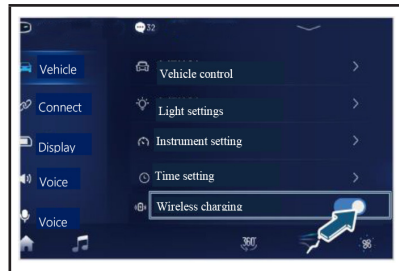 32
Vehicle
Vehicle control
Connect
Light settings
Display
Instrument setting
Voice
Time setting
Voice
Wireless charging
360°